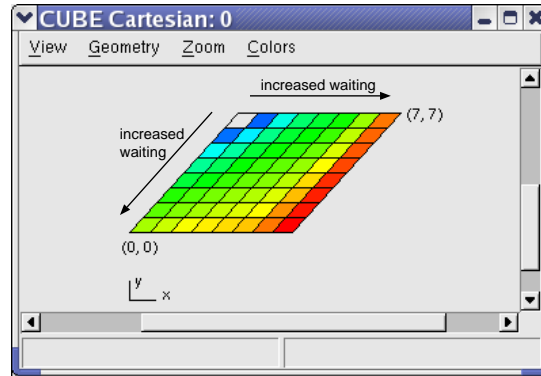 CUBE Cartesian: 0
View Geometry Zoom Colors
increased waiting
(7, 7)
increased
waiting
(0, 0)
y
x